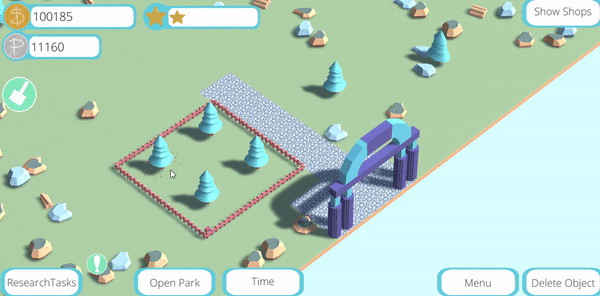 100185
Show Shops
11160
ResearchTasks
Open Park
Time
Menu
Delete Object